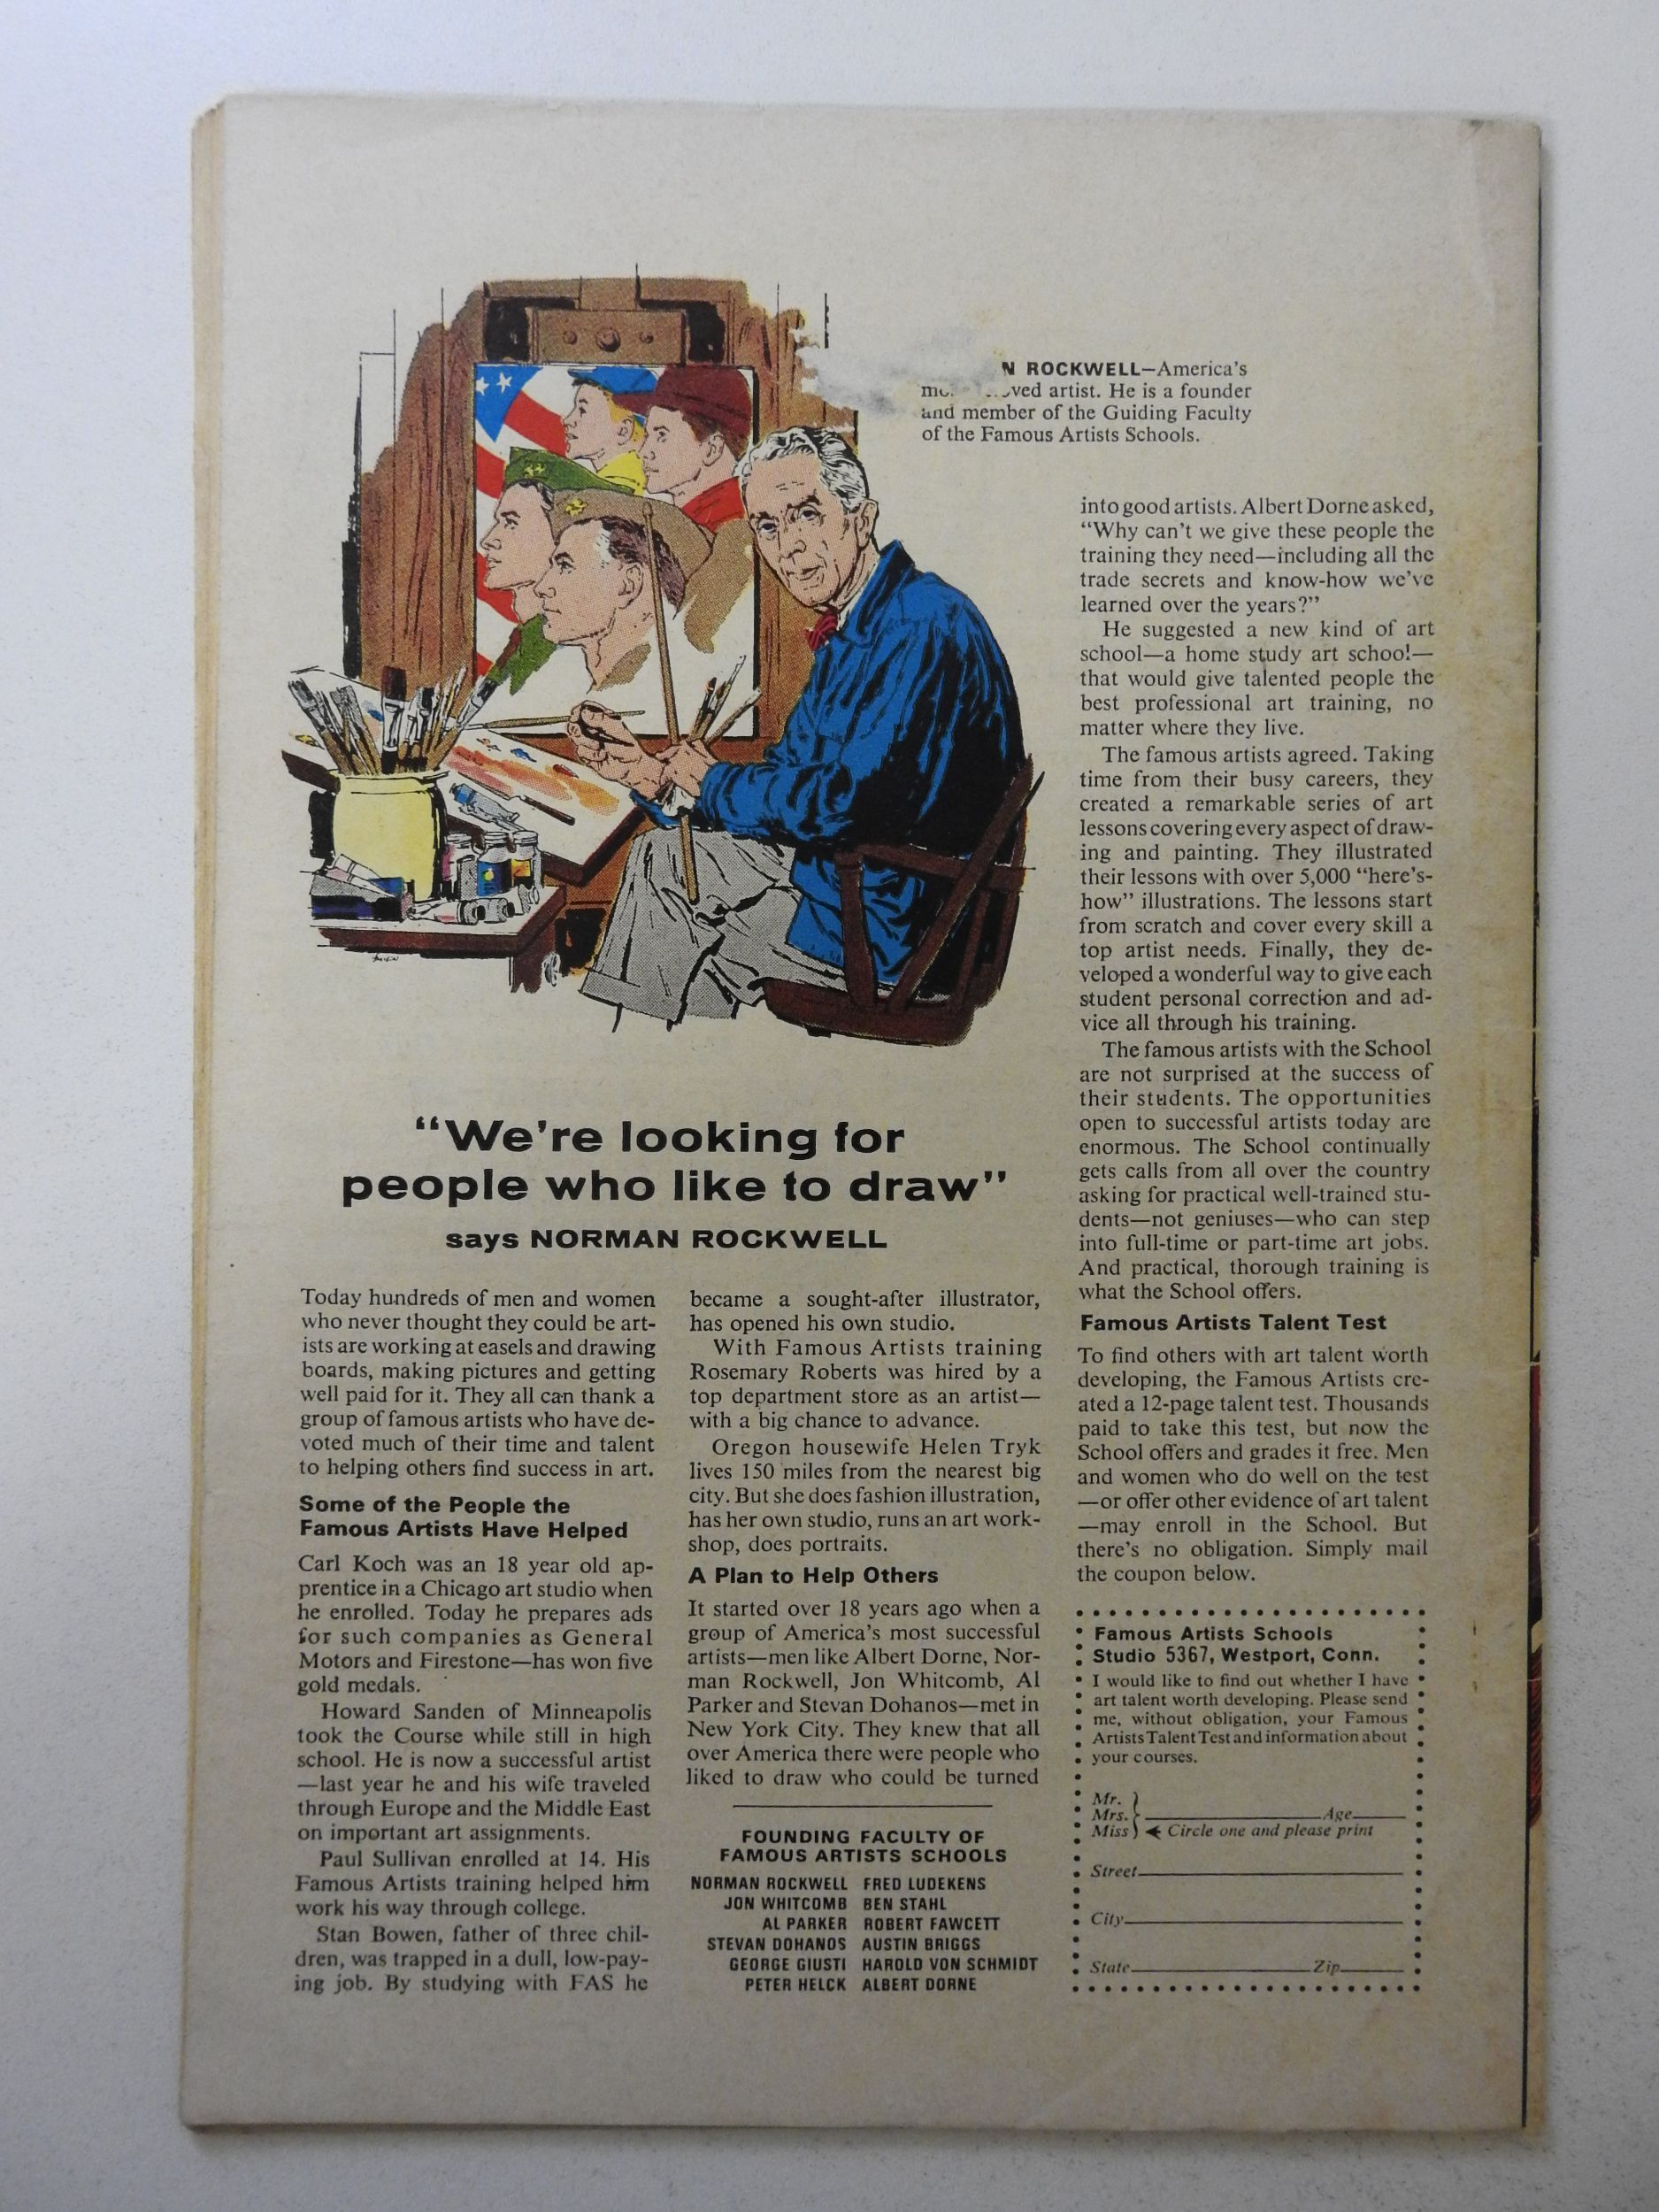 N ROCKWELL—America's
artist. He is a founder
and member of the Guiding Faculty
of the Famous Artists Schools.
"We're looking for
people who like to draw"
says NORMAN ROCKWELL
Today hundreds of men and women
who never thought they could be art-
ists are working at easels and drawing
boards, making pictures and getting
well paid for it. They all can thank a
group of famous artists who have de-
voted much of their time and talent
to helping others find success in art.
Some of the People the
Famous Artists Have Helped
Carl Koch was an 18 year old ap-
prentice in a Chicago art studio when
he enrolled. Today he prepares ads
for such companies as General
Motors and Firestone—has won five
gold medals.
Howard Sanden of Minneapolis
took the Course while still in high
school. He is now a successful artist
—last year he and his wife traveled
through Europe and the Middle East
on important art assignments.
Paul Sullivan enrolled at 14. His
Famous Artists training helped him
work his way through college.
Stan Bowen, father of three chil-
dren, was trapped in a dull, low-pay-
ing job. By studying with FAS he
became a sought-after illustrator,
has opened his own studio.
With Famous Artists training
Rosemary Roberts was hired by a
top department store as an artist—
with a big chance to advance.
Oregon housewife Helen Tryk
lives 150 miles from the nearest big
city. But she does fashion illustration,
has her own studio, runs an art work-
shop, does portraits.
A Plan to Help Others
It started over 18 years ago when a
group of America's most successful
artists—men like Albert Dorne, Nor-
man Rockwell, Jon Whitcomb, Al
Parker and Stevan Dohanos—met in
New York City. They knew that all
over America there were people who
liked to draw who could be turned
FOUNDING FACULTY OF
FAMOUS ARTISTS SCHOOLS
NORMAN ROCKWELL FRED LUDEKENS
JON WHITCOMB BEN STAHL
AL PARKER ROBERT FAWCETT
STEVAN DOHANOS AUSTIN BRIGGS
GEORGE GIUSTI HAROLD VON SCHMIDT
PETER HELCK ALBERT DORNE
into good artists. Albert Dorne asked,
"Why can't we give these people the
training they need—including all the
trade secrets and know-how we've
learned over the years?"
He suggested a new kind of art
school—a home study art school—
that would give talented people the
best professional art training, no
matter where they live.
The famous artists agreed. Taking
time from their busy careers, they
created a remarkable series of art
lessons covering every aspect of draw-
ing and painting. They illustrated
their lessons with over 5,000 "here's-
how" illustrations. The lessons start
from scratch and cover every skill a
top artist needs. Finally, they de-
veloped a wonderful way to give each
student personal correction and ad-
vice all through his training.
The famous artists with the School
are not surprised at the success of
their students. The opportunities
open to successful artists today are
enormous. The School continually
gets calls from all over the country
asking for practical well-trained stu-
dents—not geniuses—who can step
into full-time or part-time art jobs.
And practical, thorough training is
what the School offers.
Famous Artists Talent Test
To find others with art talent worth
developing, the Famous Artists cre-
ated a 12-page talent test. Thousands
paid to take this test, but now the
School offers and grades it free. Men
and women who do well on the test
—or offer other evidence of art talent
—may enroll in the School. But
there's no obligation. Simply mail
the coupon below.
Famous Artists Schools
Studio 5367, Westport, Conn.
I would like to find out whether I have
art talent worth developing. Please send
me, without obligation, your Famous
Artists Talent Test and information about
your courses.
Mr.
Mrs. Age
Miss Circle one and please print
Street
City
State Zip